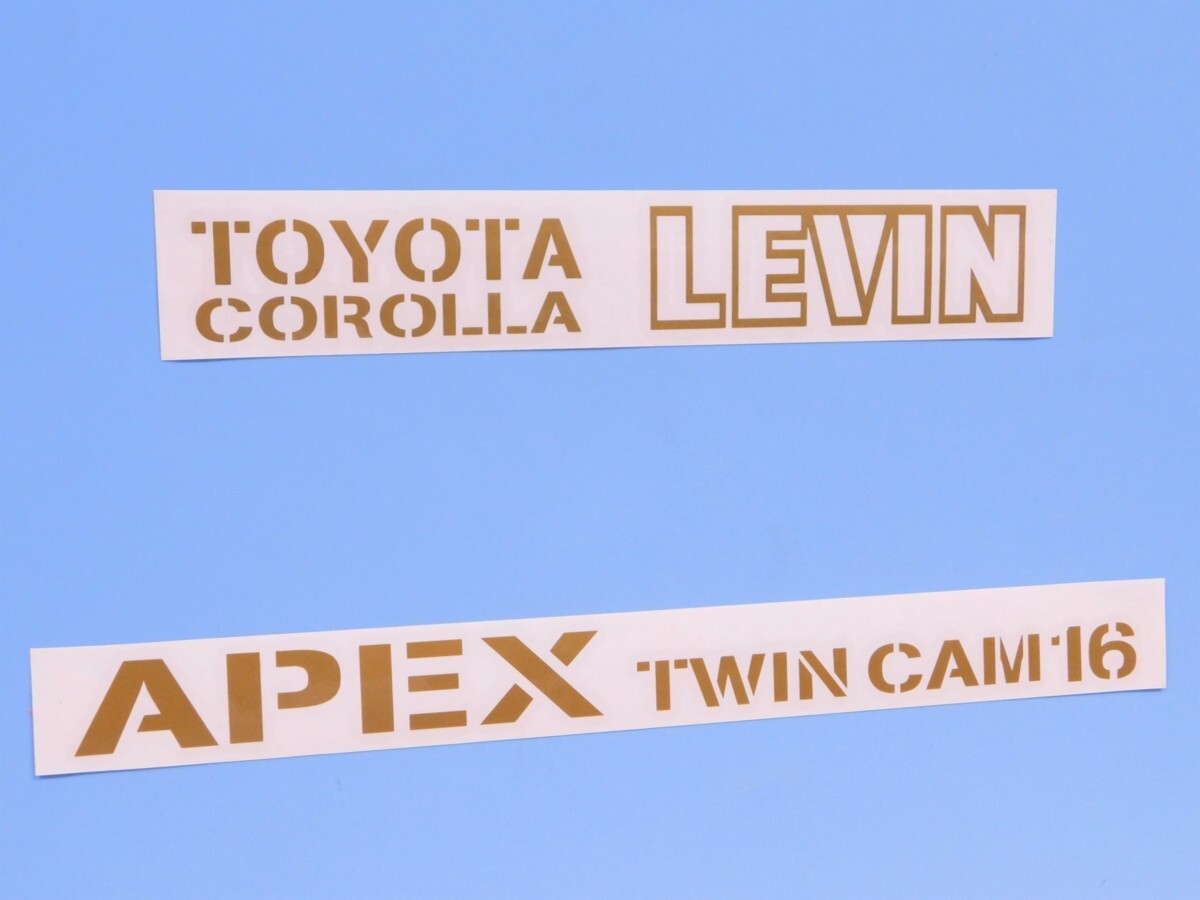 TOYOTA LEVIN
COROLLA
APEX TWIN CAM 16